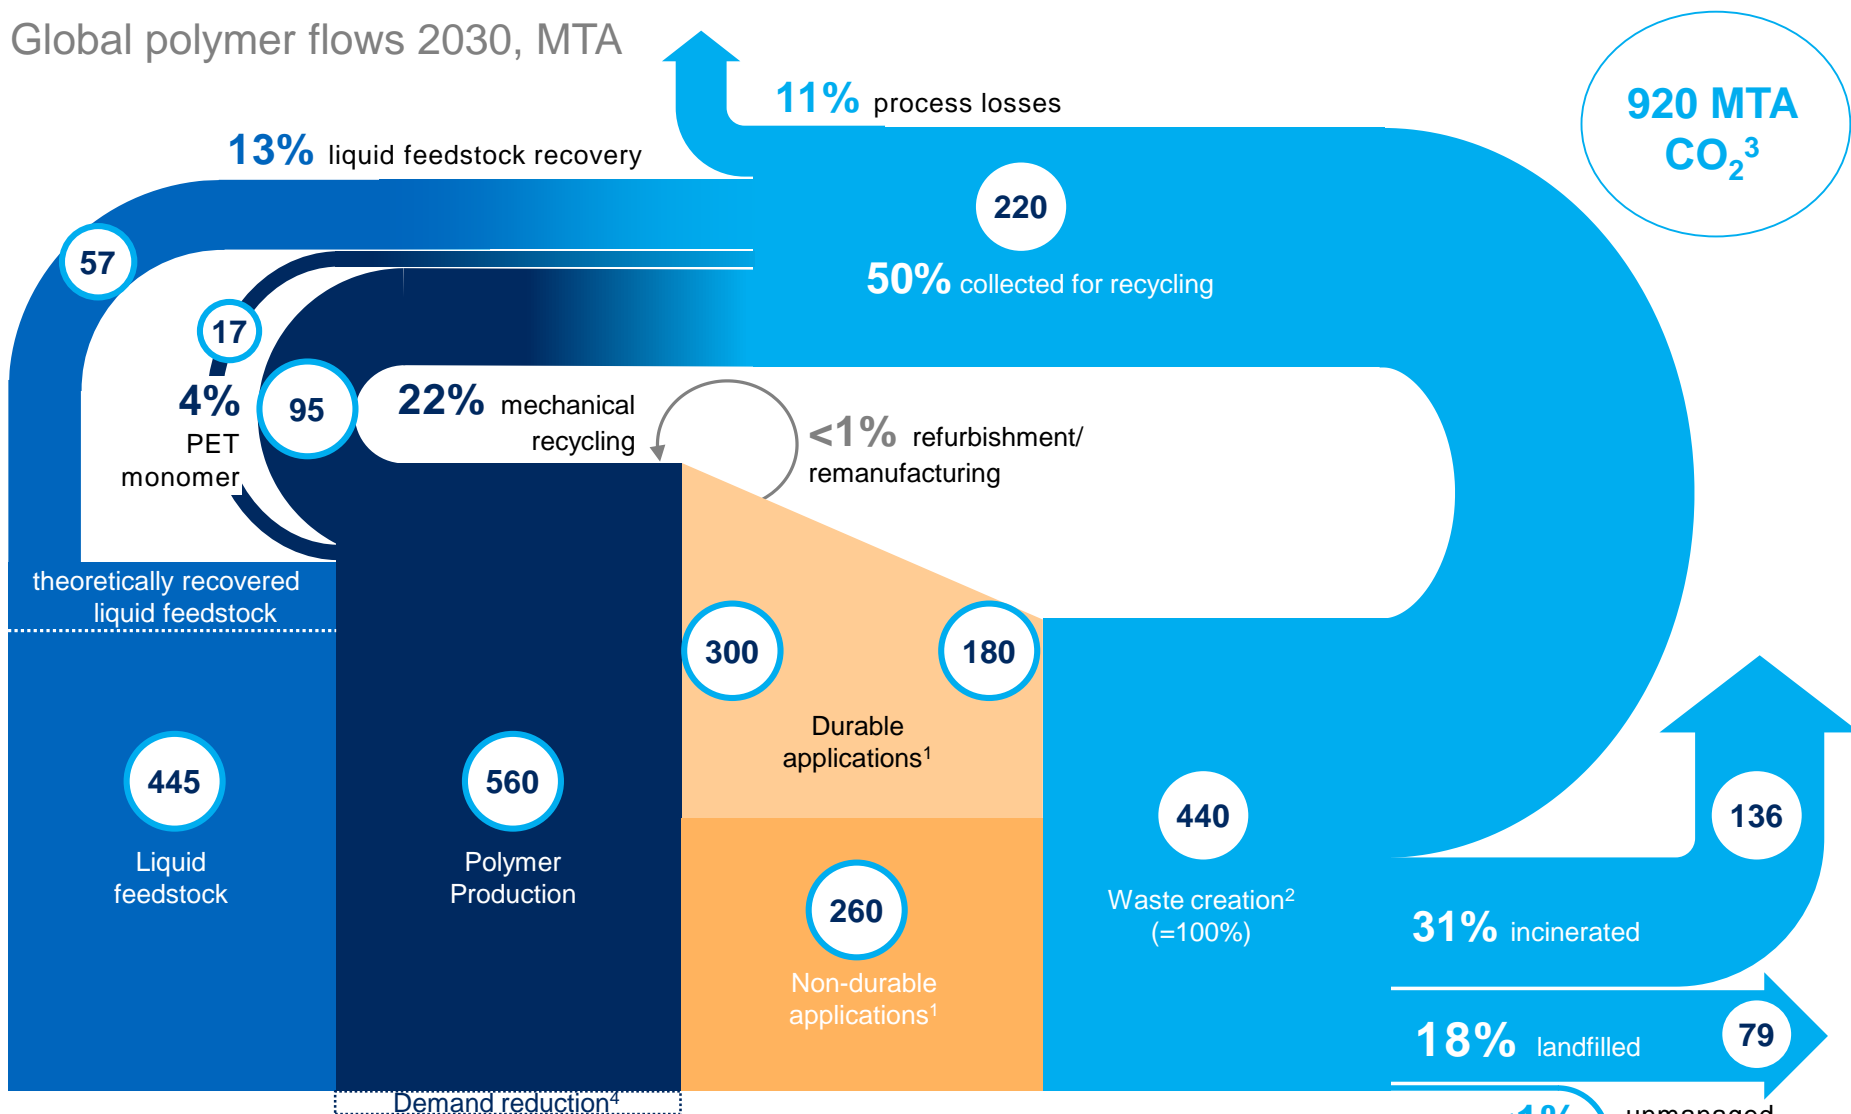 Global polymer flows 2030, MTA
920 MTA
CO₂³
11% process losses
13% liquid feedstock recovery
220
50% collected for recycling
57
17
4%
PET
monomer
95
22% mechanical
recycling
<1% refurbishment/
remanufacturing
theoretically recovered
liquid feedstock
300
180
Durable
applications¹
445
Liquid
feedstock
560
Polymer
Production
260
Non-durable
applications¹
440
Waste creation²
(=100%)
136
31% incinerated
18% landfilled
79
Demand reduction⁴
1% unmanaged